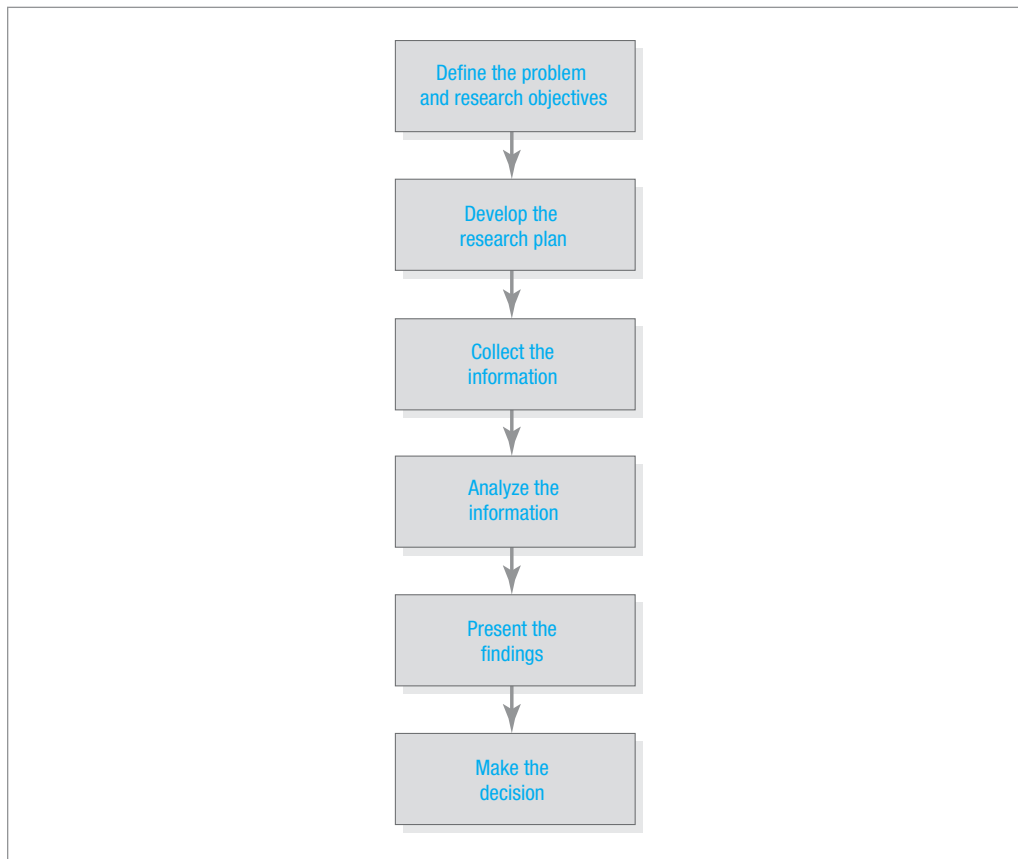 Define the problem
and research objectives
Develop the
research plan
Collect the
information
Analyze the
information
Present the
findings
Make the
decision